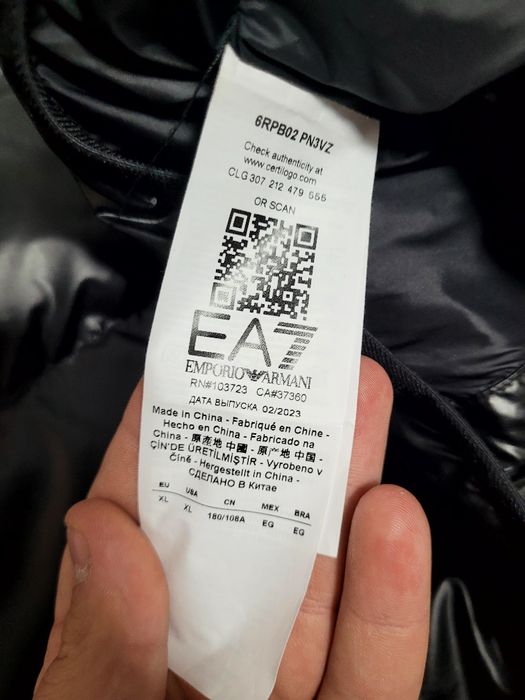 6RPB02 PN3VZ
Check authenticity at
www.certilogo.com
CLG 307 212 479 556
OR SCAN
EA7
EMPORIO ARMANI
RN#103723 CA#37360
ДАТА ВЫПУСКА 02/2023
Made in China - Fabriqué en Chine -
Hecho en China - Fabricado na
China - 原產地 中國 - 原产地 中国 -
ÇİN'DE ÜRETİLMİŞTİR - Vyrobeno v
Číně - Hergestellt in China -
СДЕЛАНО В Китае
EU USA CN MEX BRA
XL XL 180/108A EG EG